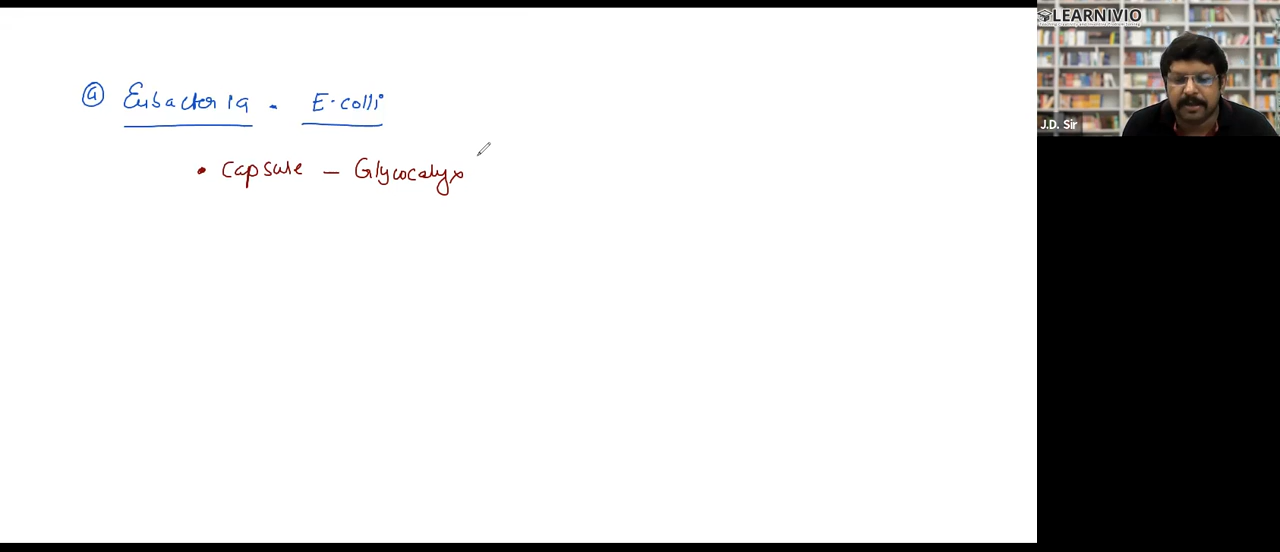 LEARNIVIO
J.D. Sir
a Eubacteria - E-colli
• Capsule – Glycocalyx